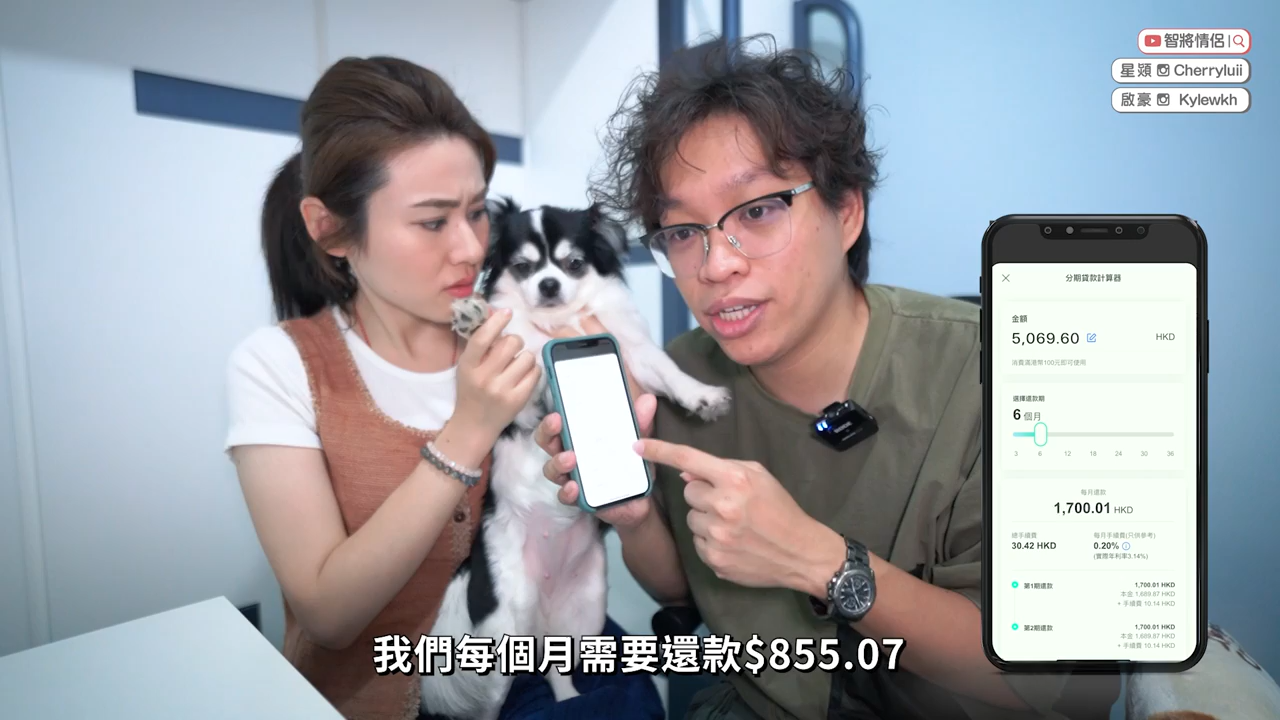 智將情侶
星熲 Cherryluii
啟豪 Kylewkh
分期貸款計算器
金額
5,069.60
HKD
消費滿港幣100元即可使用
選擇還款期
6 個月
3 6 12 18 24 30 36
每月還款
1,700.01 HKD
總手續費
30.42 HKD
每月手續費(只供參考)
0.20%
(實際年利率3.14%)
第1期還款
1,700.01 HKD
本金 1,689.87 HKD
+ 手續費 10.14 HKD
第2期還款
1,700.01 HKD
本金 1,689.87 HKD
+ 手續費 10.14 HKD
我們每個月需要還款$855.07